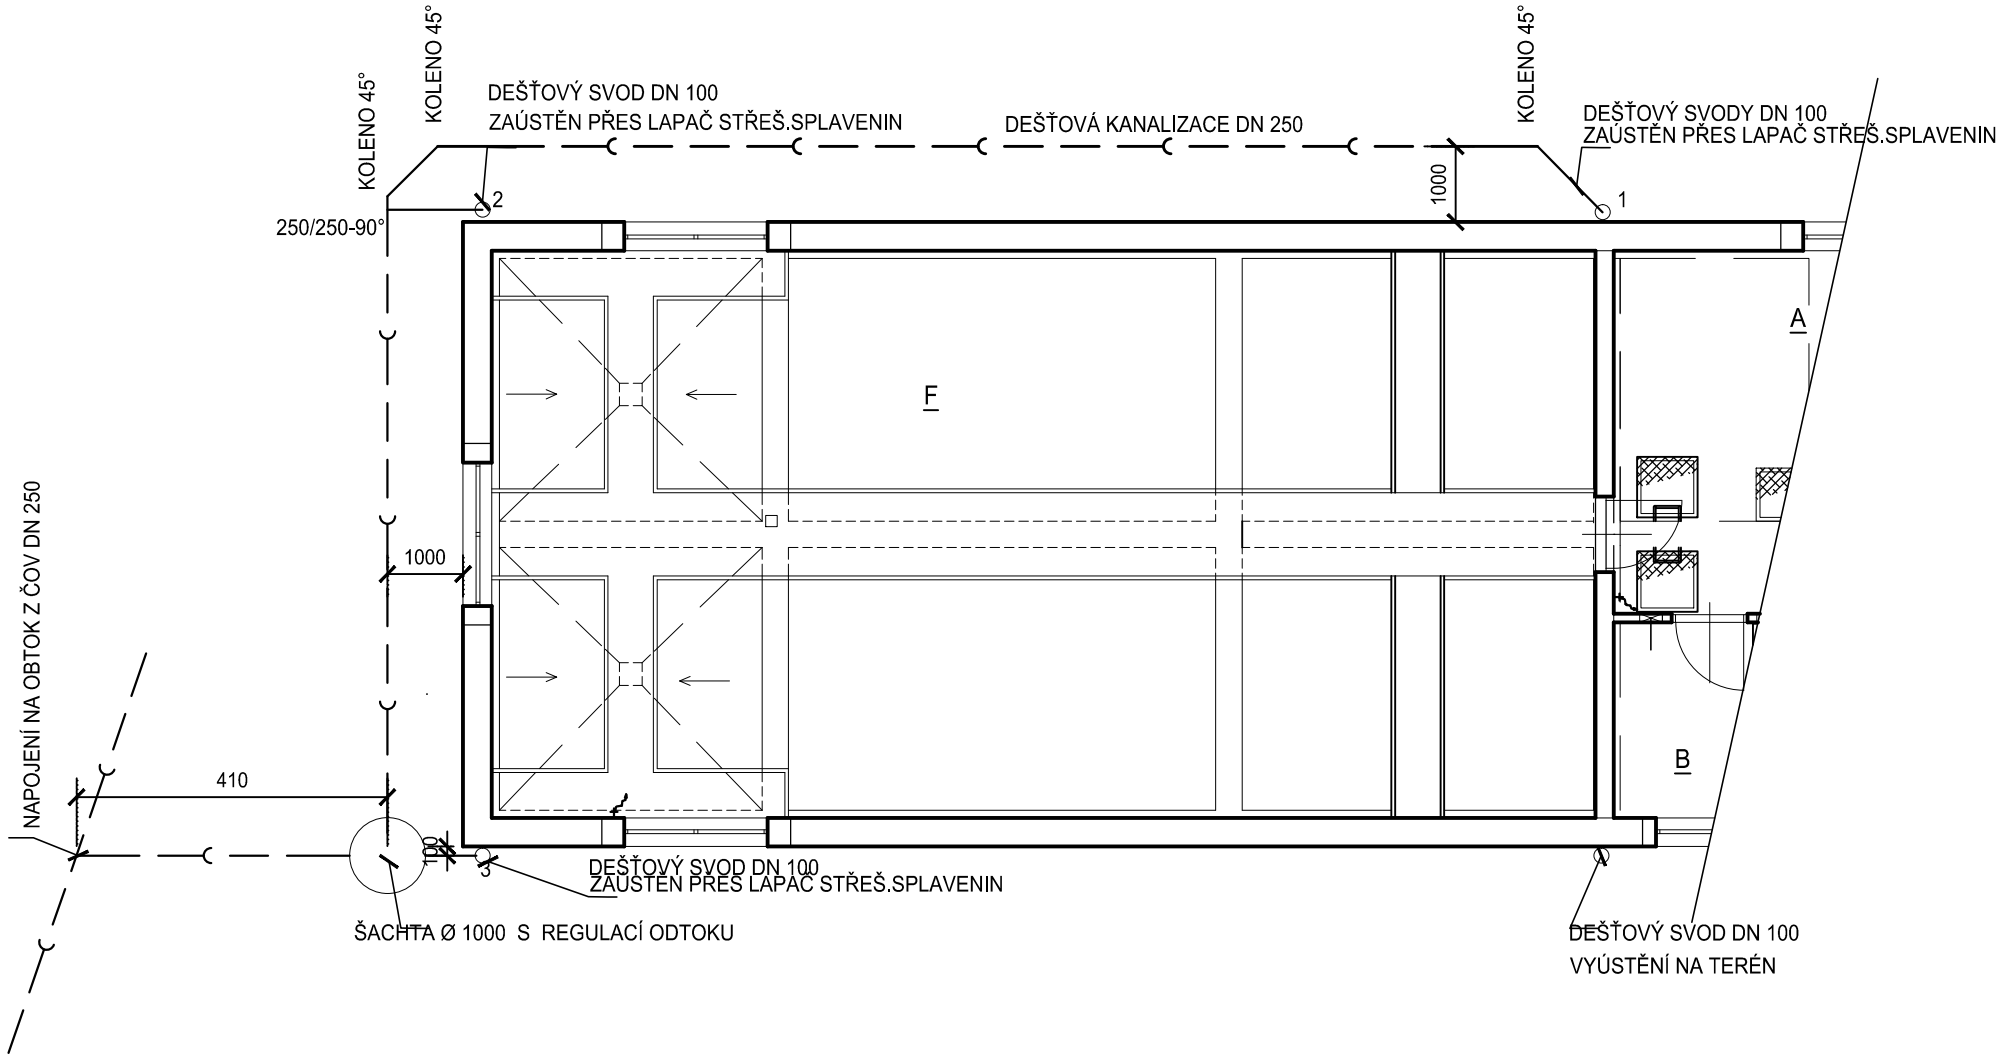 KOLENO 45°
KOLENO 45°
KOLENO 45°
DEŠŤOVÝ SVOD DN 100
ZAÚSTĚN PŘES LAPAČ STŘEŠ.SPLAVENIN
DEŠŤOVÁ KANALIZACE DN 250
DEŠŤOVÝ SVODY DN 100
ZAÚSTĚN PŘES LAPAČ STŘEŠ.SPLAVENIN
1000
2
1
250/250-90°
A
F
NAPOJENÍ NA OBTOK Z ČOV DN 250
1000
410
B
100
3
DEŠŤOVÝ SVOD DN 100
ZAÚSTĚN PŘES LAPAČ STŘEŠ.SPLAVENIN
ŠACHTA Ø 1000 S REGULACÍ ODTOKU
DEŠŤOVÝ SVOD DN 100
VYÚSTĚNÍ NA TERÉN